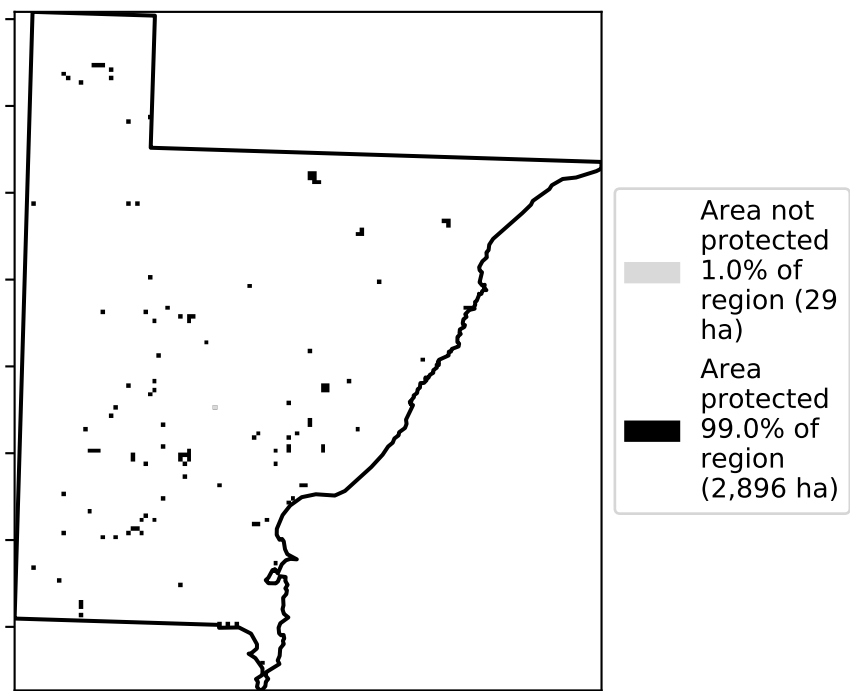 Area not
protected
1.0% of
region (29
ha)
Area
protected
99.0% of
region
(2,896 ha)